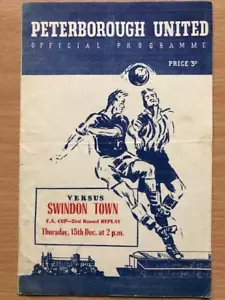 PETERBOROUGH UNITED
OFFICIAL PROGRAMME
PRICE 3ᴰ
VERSUS
SWINDON TOWN
F.A. CUP—2nd Round REPLAY
Thursday, 15th Dec. at 2 p.m.